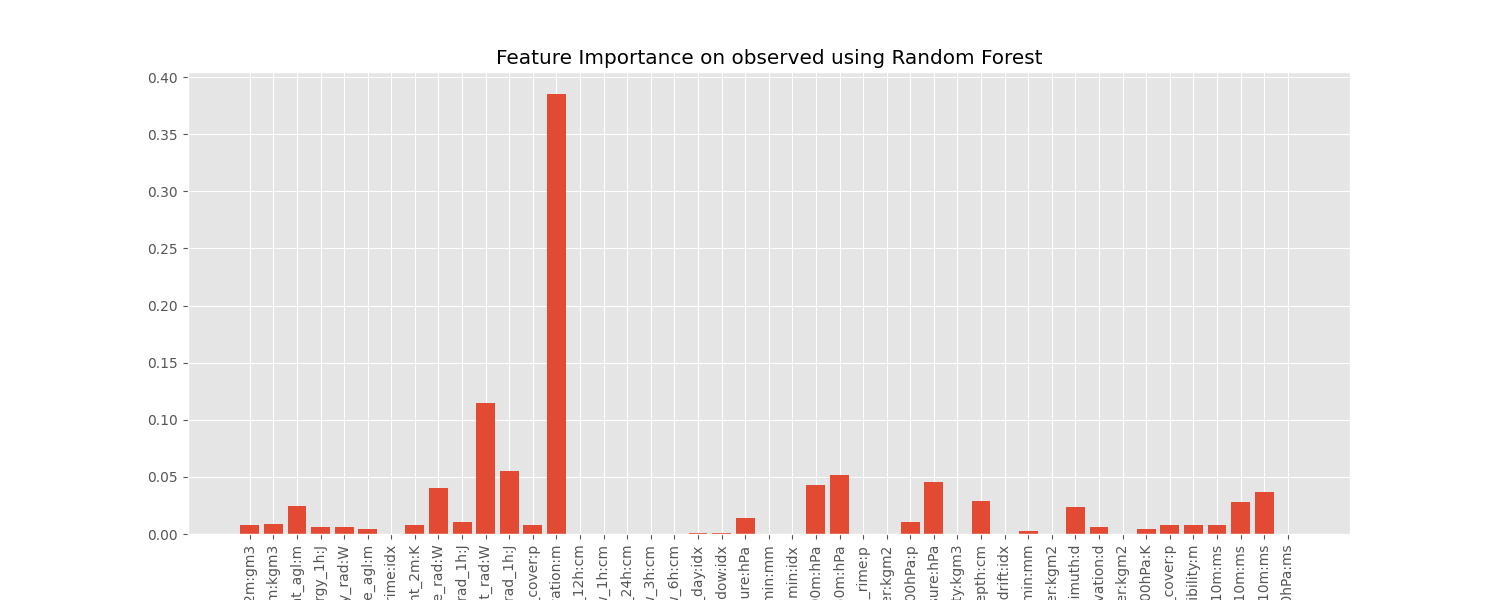 Feature Importance on observed using Random Forest
0.40
0.35
0.30
0.25
0.20
0.15
0.10
0.05
0.00
2m:gm3
m:kgm3
t_agl:m
rgy_1h:J
y_rad:W
e_agl:m
rime:idx
nt_2m:K
e_rad:W
rad_1h:J
t_rad:W
rad_1h:J
cover:p
ation:m
_12h:cm
_1h:cm
_24h:cm
_3h:cm
_6h:cm
_day:idx
dow:idx
ure:hPa
min:mm
min:idx
00m:hPa
0m:hPa
_rime:p
er:kgm2
00hPa:p
sure:hPa
ty:kgm3
epth:cm
drift:idx
min:mm
er:kgm2
imuth:d
vation:d
er:kgm2
00hPa:K
_cover:p
ibility:m
10m:ms
10m:ms
10m:ms
0hPa:ms